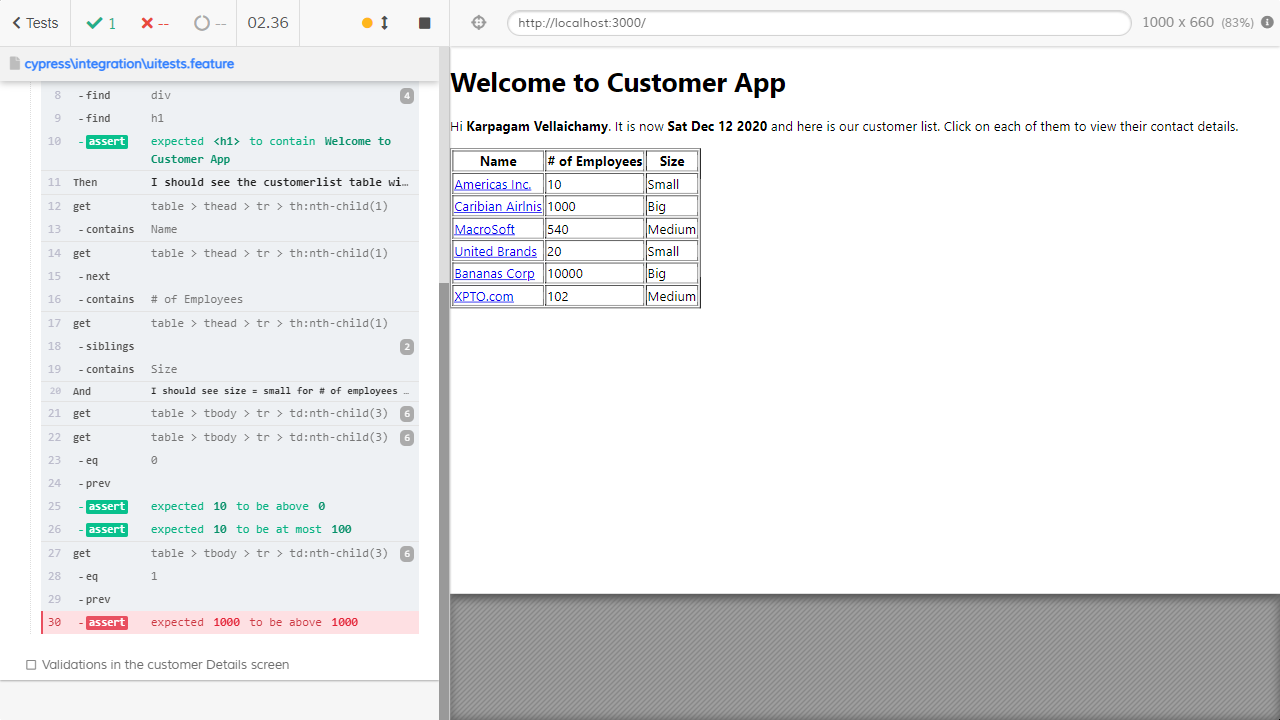 Tests
1
--
--
02.36
http://localhost:3000/
1000 x 660 (83%)
cypress\integration\uitests.feature
8 -find div 4
9 -find h1
10 -assert expected <h1> to contain Welcome to
Customer App
11 Then I should see the customerlist table wi…
12 get table > thead > tr > th:nth-child(1)
13 -contains Name
14 get table > thead > tr > th:nth-child(1)
15 -next
16 -contains # of Employees
17 get table > thead > tr > th:nth-child(1)
18 -siblings 2
19 -contains Size
20 And I should see size = small for # of employees …
21 get table > tbody > tr > td:nth-child(3) 6
22 get table > tbody > tr > td:nth-child(3) 6
23 -eq 0
24 -prev
25 -assert expected 10 to be above 0
26 -assert expected 10 to be at most 100
27 get table > tbody > tr > td:nth-child(3) 6
28 -eq 1
29 -prev
30 -assert expected 1000 to be above 1000
Validations in the customer Details screen
Welcome to Customer App
Hi Karpagam Vellaichamy. It is now Sat Dec 12 2020 and here is our customer list. Click on each of them to view their contact details.
Name # of Employees Size
Americas Inc. 10 Small
Caribian Airlnis 1000 Big
MacroSoft 540 Medium
United Brands 20 Small
Bananas Corp 10000 Big
XPTO.com 102 Medium